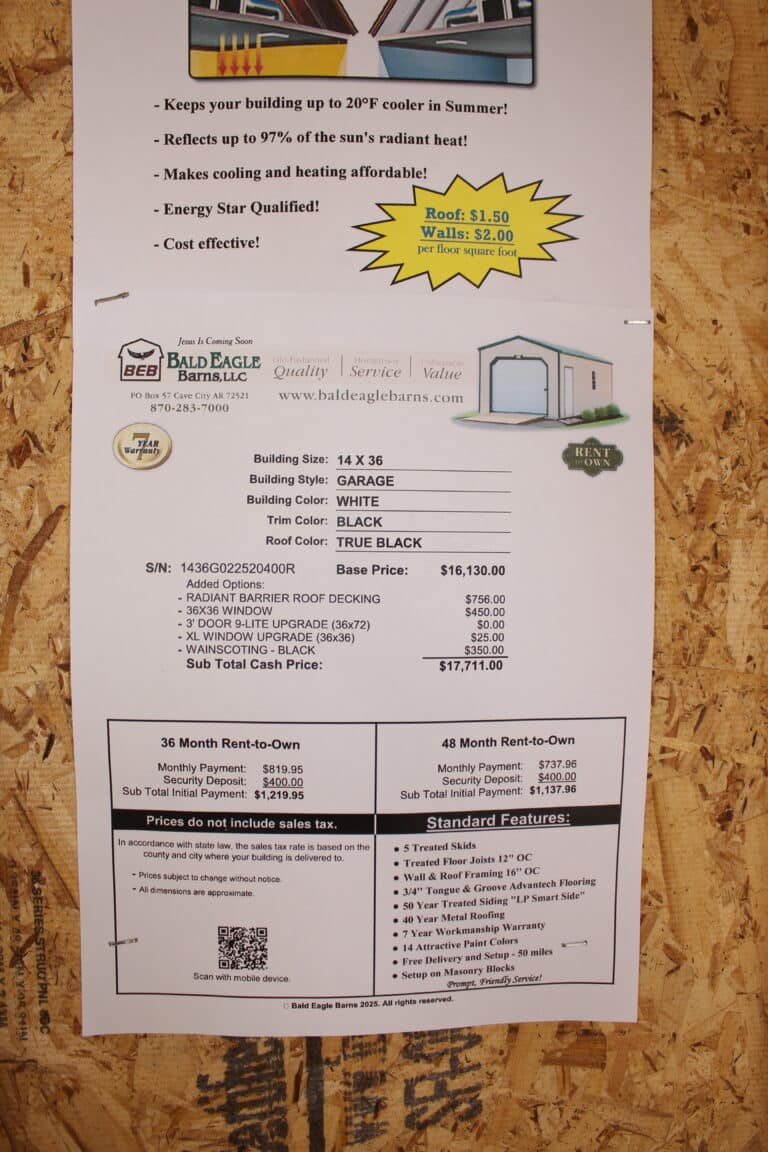 - Keeps your building up to 20°F cooler in Summer!
- Reflects up to 97% of the sun's radiant heat!
- Makes cooling and heating affordable!
- Energy Star Qualified!
- Cost effective!
Roof: $1.50
Walls: $2.00
per floor square foot
Jesus Is Coming Soon
BEB
BALD EAGLE
BARNS, LLC
PO Box 57 Cave City AR 72521
870-283-7000
Old-Fashioned Quality | Hometown Service | Unbeatable Value
www.baldeaglebarns.com
7 YEAR
Warranty
RENT
TO OWN
Building Size: 14 X 36
Building Style: GARAGE
Building Color: WHITE
Trim Color: BLACK
Roof Color: TRUE BLACK
S/N: 1436G022520400R Base Price: $16,130.00
Added Options:
- RADIANT BARRIER ROOF DECKING $756.00
- 36X36 WINDOW $450.00
- 3' DOOR 9-LITE UPGRADE (36x72) $0.00
- XL WINDOW UPGRADE (36x36) $25.00
- WAINSCOTING - BLACK $350.00
Sub Total Cash Price: $17,711.00
36 Month Rent-to-Own
Monthly Payment: $819.95
Security Deposit: $400.00
Sub Total Initial Payment: $1,219.95
48 Month Rent-to-Own
Monthly Payment: $737.96
Security Deposit: $400.00
Sub Total Initial Payment: $1,137.96
Prices do not include sales tax.
In accordance with state law, the sales tax rate is based on the
county and city where your building is delivered to.
- Prices subject to change without notice.
- All dimensions are approximate.
Scan with mobile device.
Standard Features:
• 5 Treated Skids
• Treated Floor Joists 12" OC
• Wall & Roof Framing 16" OC
• 3/4" Tongue & Groove Advantech Flooring
• 50 Year Treated Siding "LP Smart Side"
• 40 Year Metal Roofing
• 7 Year Workmanship Warranty
• 14 Attractive Paint Colors
• Free Delivery and Setup - 50 miles
• Setup on Masonry Blocks
Prompt, Friendly Service!
Bald Eagle Barns 2025. All rights reserved.